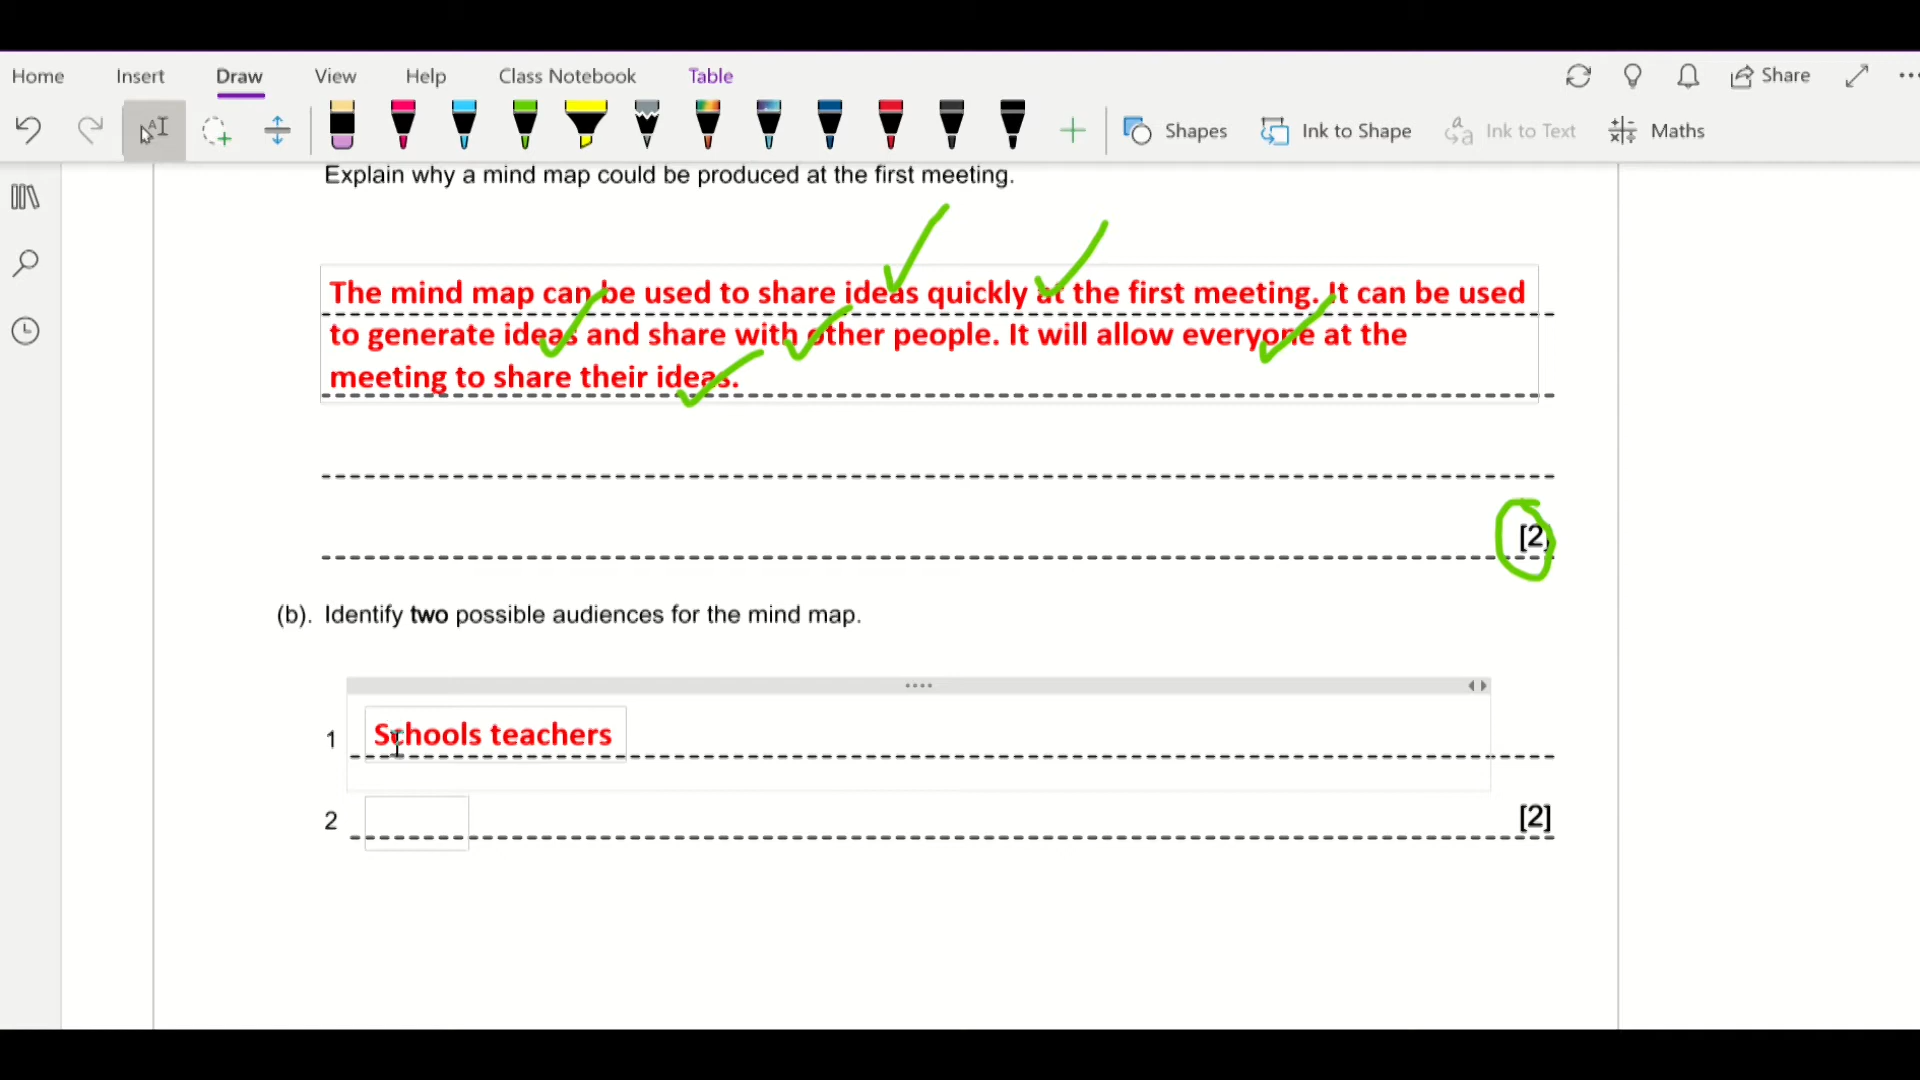 Home Insert Draw View Help Class Notebook Table Share
Shapes Ink to Shape Ink to Text Maths
Explain why a mind map could be produced at the first meeting.
The mind map can be used to share ideas quickly at the first meeting. It can be used
to generate ideas and share with other people. It will allow everyone at the
meeting to share their ideas.
[2]
(b). Identify two possible audiences for the mind map.
1 Schools teachers
2 [2]